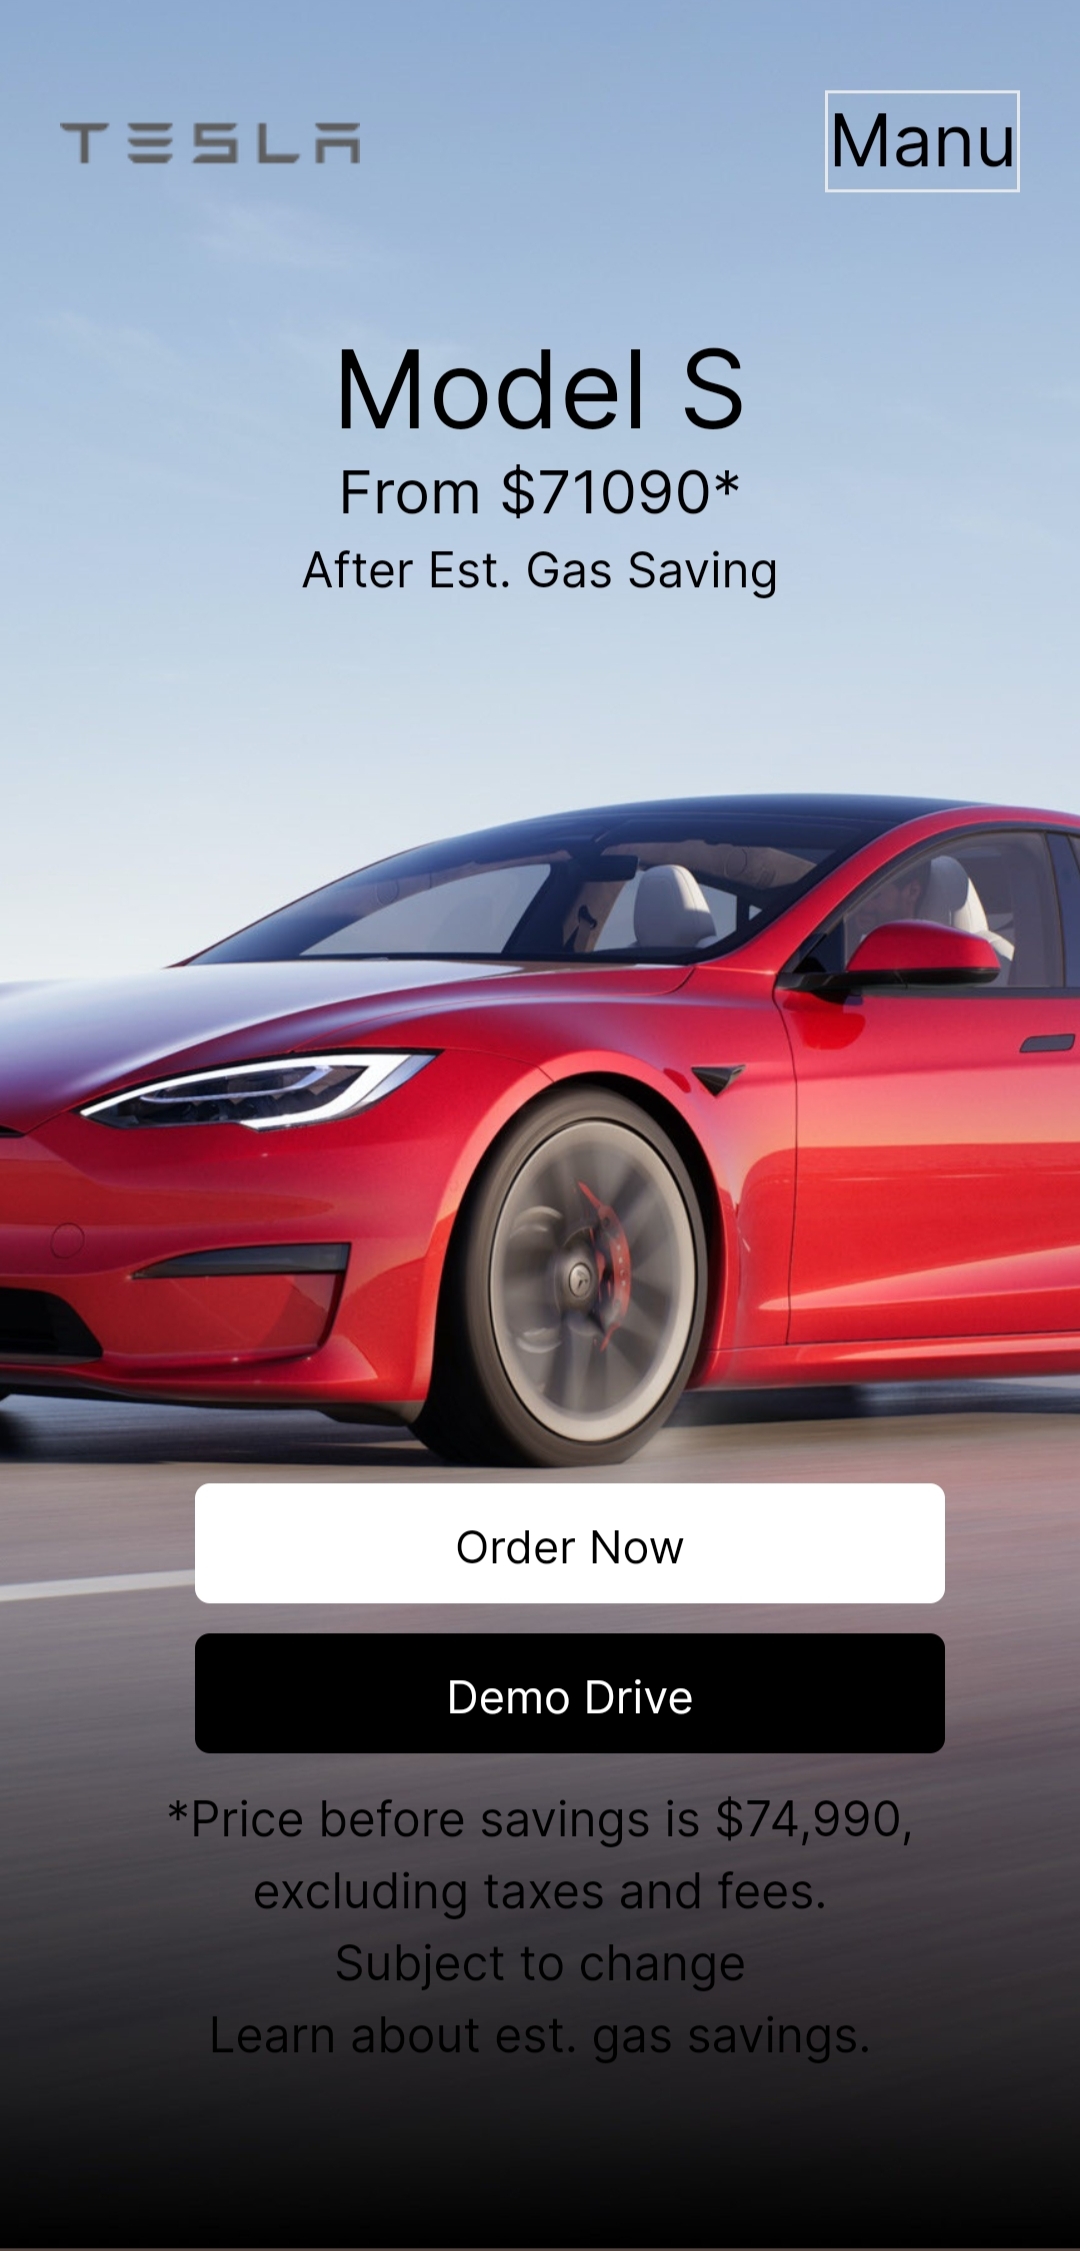 TESLA
Manu
Model S
From $71090*
After Est. Gas Saving
Order Now
Demo Drive
*Price before savings is $74,990,
excluding taxes and fees.
Subject to change
Learn about est. gas savings.